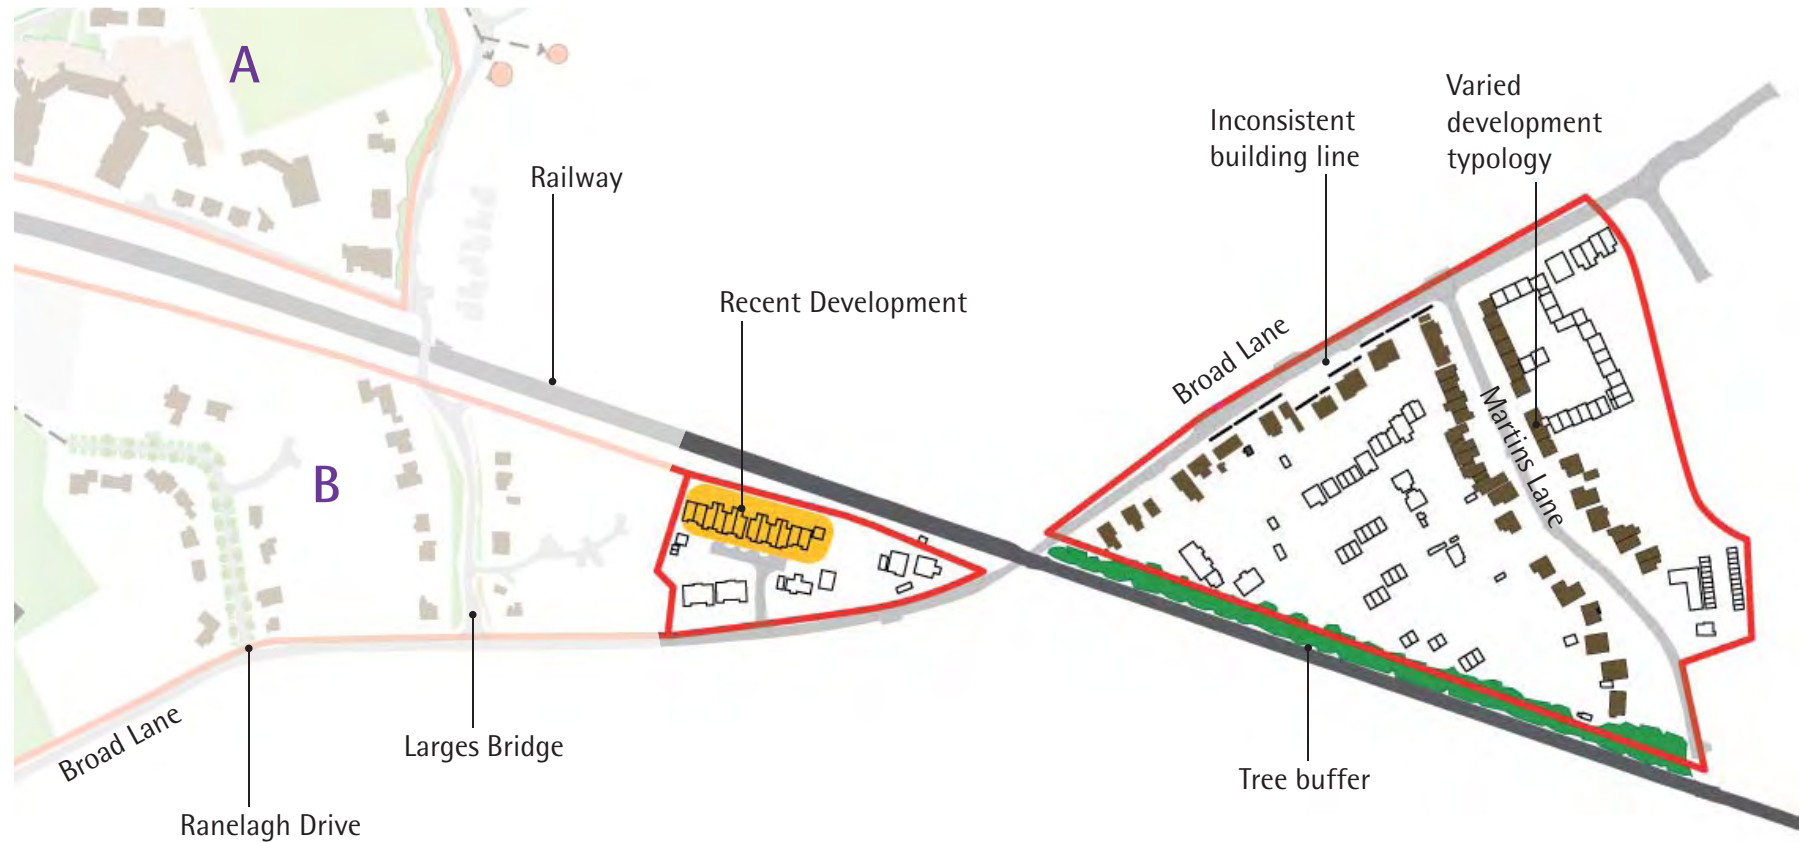 A
Varied
development
typology
Inconsistent
building line
Railway
Recent Development
Broad Lane
Martins Lane
B
Broad Lane
Larges Bridge
Tree buffer
Ranelagh Drive